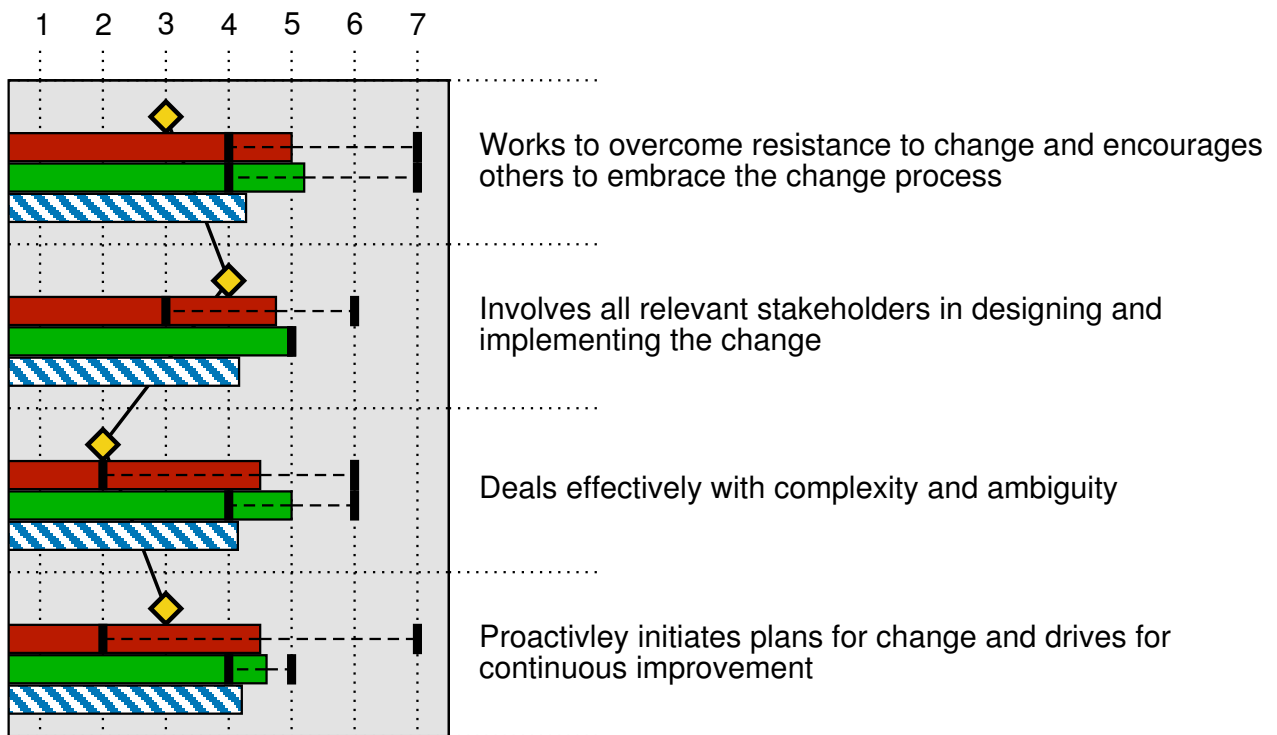 1 2 3 4 5 6 7
Works to overcome resistance to change and encourages
others to embrace the change process
Involves all relevant stakeholders in designing and
implementing the change
Deals effectively with complexity and ambiguity
Proactivley initiates plans for change and drives for
continuous improvement